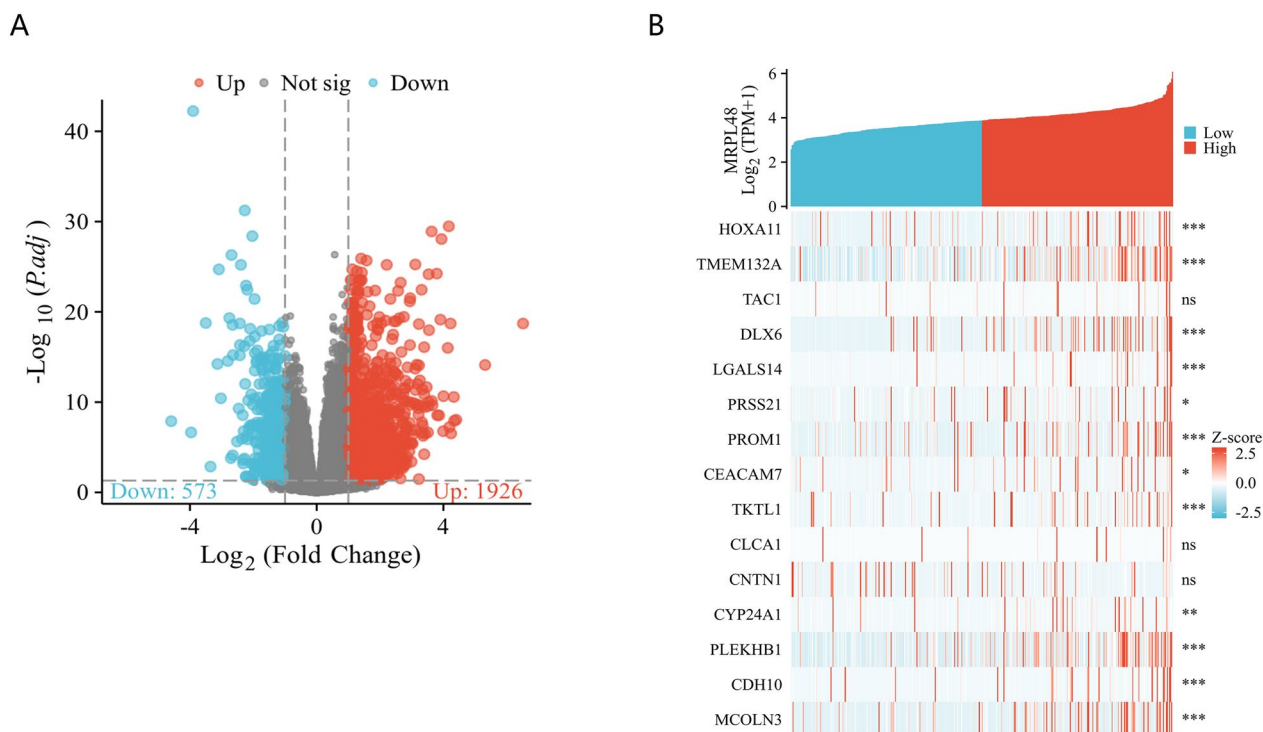 A
Up Not sig Down
40
30
20
10
0
-Log 10 (P.adj)
Down: 573
Up: 1926
-4 0 4
Log2 (Fold Change)
B
6
4
2
0
MRPL48
Log2 (TPM+1)
Low
High
HOXA11 ***
TMEM132A ***
TAC1 ns
DLX6 ***
LGALS14 ***
PRSS21 *
PROM1 ***
CEACAM7 *
TKTL1 ***
CLCA1 ns
CNTN1 ns
CYP24A1 **
PLEKHB1 ***
CDH10 ***
MCOLN3 ***
Z-score
2.5
0.0
-2.5